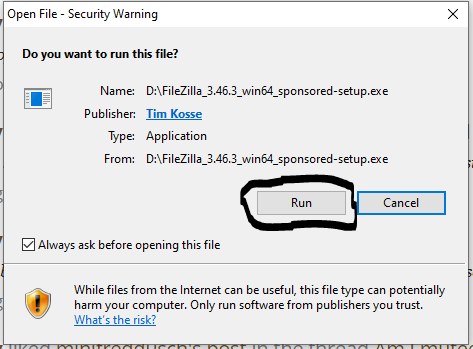 Open File - Security Warning
Do you want to run this file?
Name: D:\FileZilla_3.46.3_win64_sponsored-setup.exe
Publisher: Tim Kosse
Type: Application
From: D:\FileZilla_3.46.3_win64_sponsored-setup.exe
Run Cancel
Always ask before opening this file
While files from the Internet can be useful, this file type can potentially
harm your computer. Only run software from publishers you trust.
What's the risk?